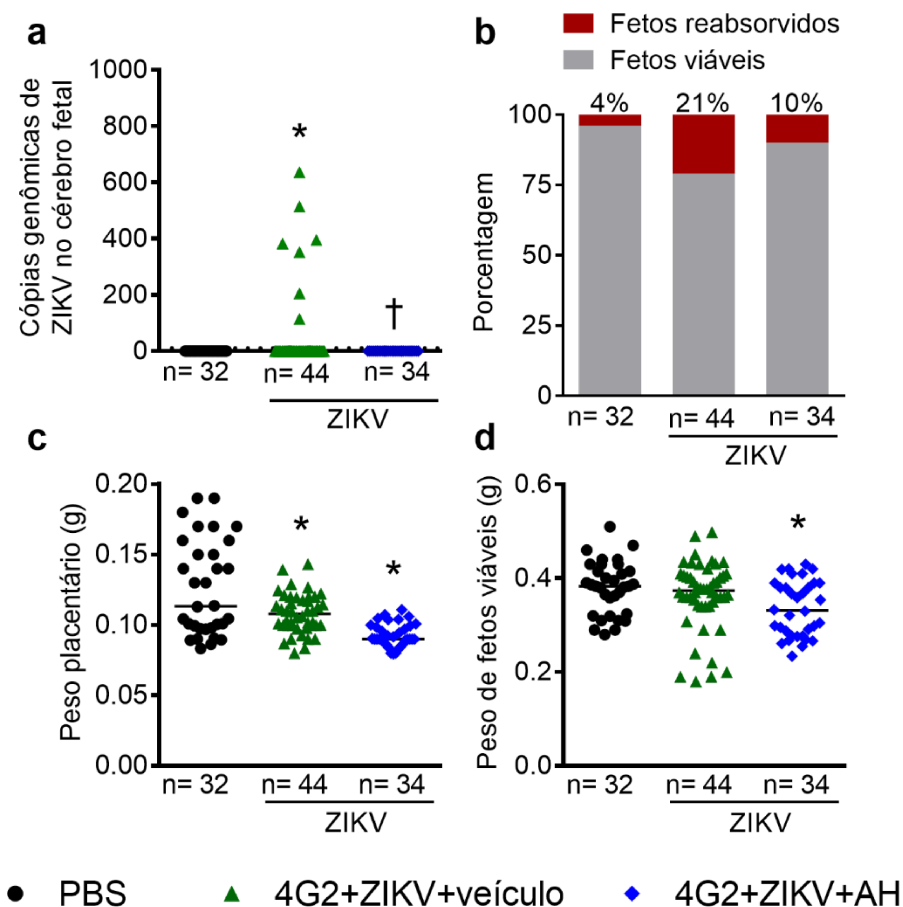 a
Cópias genômicas de
ZIKV no cérebro fetal
1000
800
600
400
200
0
*
†
n= 32
n= 44
n= 34
ZIKV
b
Fetos reabsorvidos
Fetos viáveis
4%
21%
10%
Porcentagem
100
75
50
25
0
n= 32
n= 44
n= 34
ZIKV
c
Peso placentário (g)
0.20
0.15
0.10
0.05
0.00
*
*
n= 32
n= 44
n= 34
ZIKV
d
Peso de fetos viáveis (g)
0.6
0.4
0.2
0.0
*
n= 32
n= 44
n= 34
ZIKV
PBS
4G2+ZIKV+veículo
4G2+ZIKV+AH